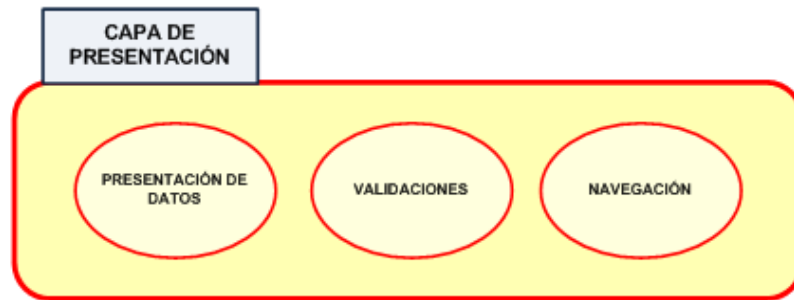 CAPA DE
PRESENTACIÓN
PRESENTACIÓN DE
DATOS
VALIDACIONES
NAVEGACIÓN